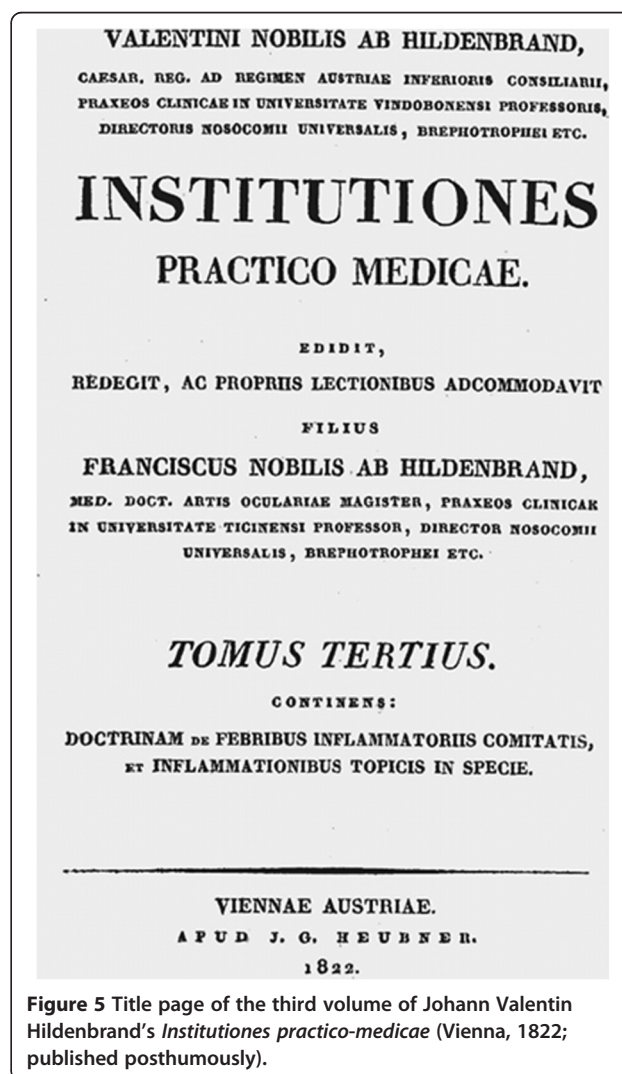 VALENTINI NOBILIS AB HILDENBRAND,
CAESAR. REG. AD REGIMEN AUSTRIAE INFERIORIS CONSILIARII,
PRAXEOS CLINICAE IN UNIVERSITATE VINDOBONENSI PROFESSORIS,
DIRECTORIS NOSOCOMII UNIVERSALIS, BREPHOTROPHEI ETC.
INSTITUTIONES
PRACTICO MEDICAE.
EDIDIT,
REDEGIT, AC PROPRIIS LECTIONIBUS ADCOMMODAVIT
FILIUS
FRANCISCUS NOBILIS AB HILDENBRAND,
MED. DOCT. ARTIS OCULARIAE MAGISTER, PRAXEOS CLINICAE
IN UNIVERSITATE TICINENSI PROFESSOR, DIRECTOR NOSOCOMII
UNIVERSALIS, BREPHOTROPHEI ETC.
TOMUS TERTIUS.
CONTINENS:
DOCTRINAM DE FEBRIBUS INFLAMMATORIIS COMITATIS,
ET INFLAMMATIONIBUS TOPICIS IN SPECIE.
VIENNAE AUSTRIAE.
APUD J. G. HEUBNER.
1822.
Figure 5 Title page of the third volume of Johann Valentin
Hildenbrand's Institutiones practico-medicae (Vienna, 1822;
published posthumously).